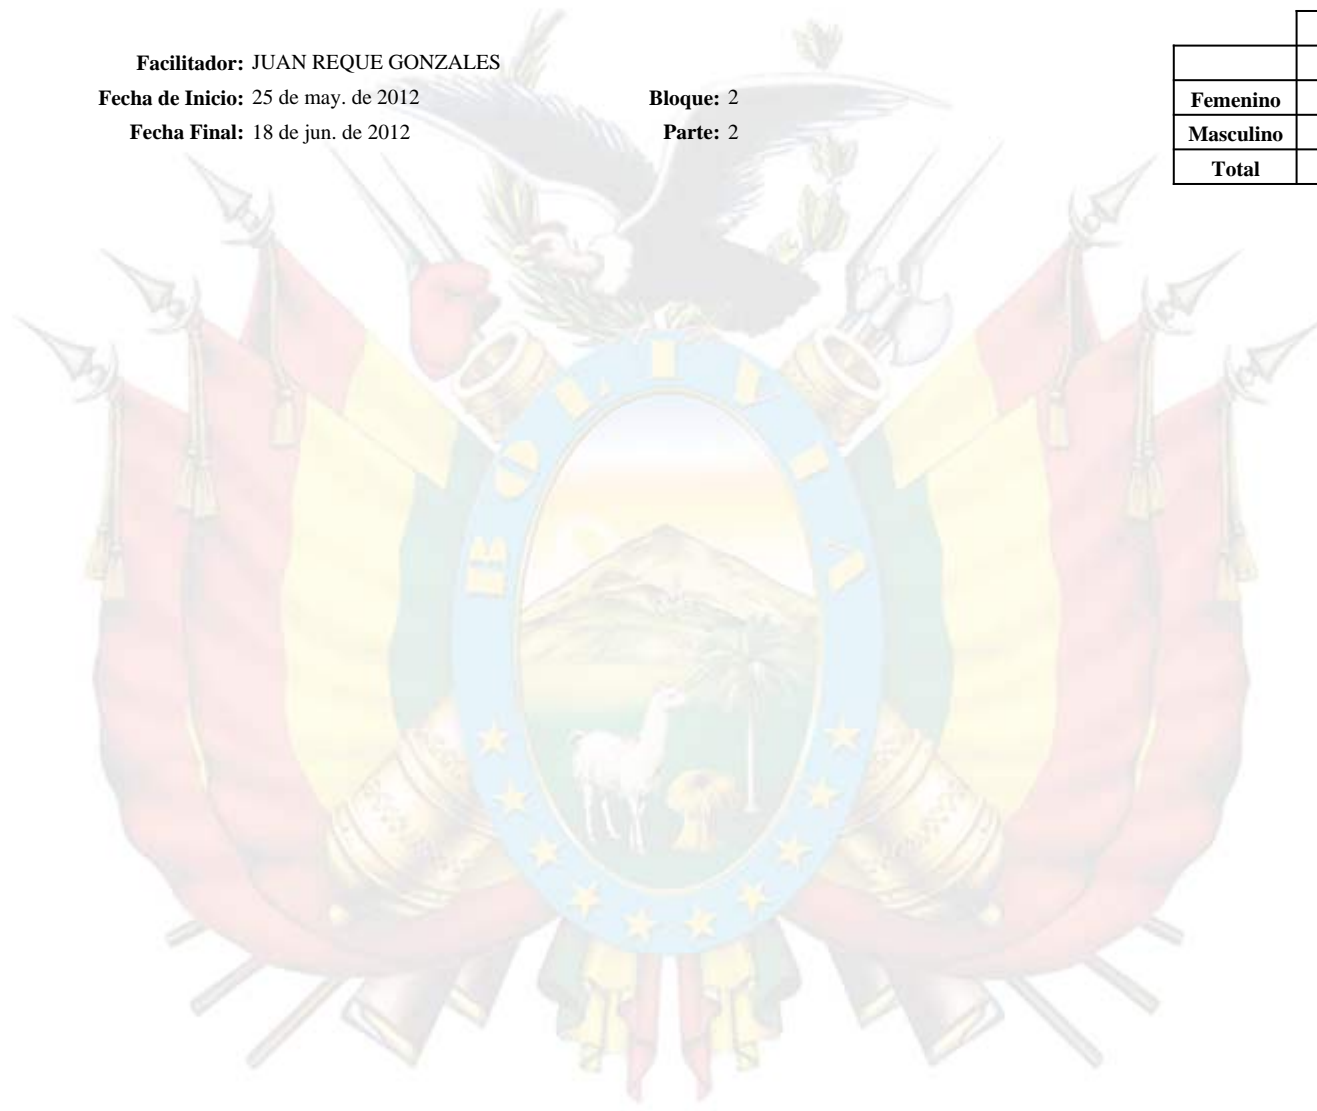 Facilitador: JUAN REQUE GONZALES
Fecha de Inicio: 25 de may. de 2012 Bloque: 2
Fecha Final: 18 de jun. de 2012 Parte: 2
Femenino
Masculino
Total
BOLIVIA